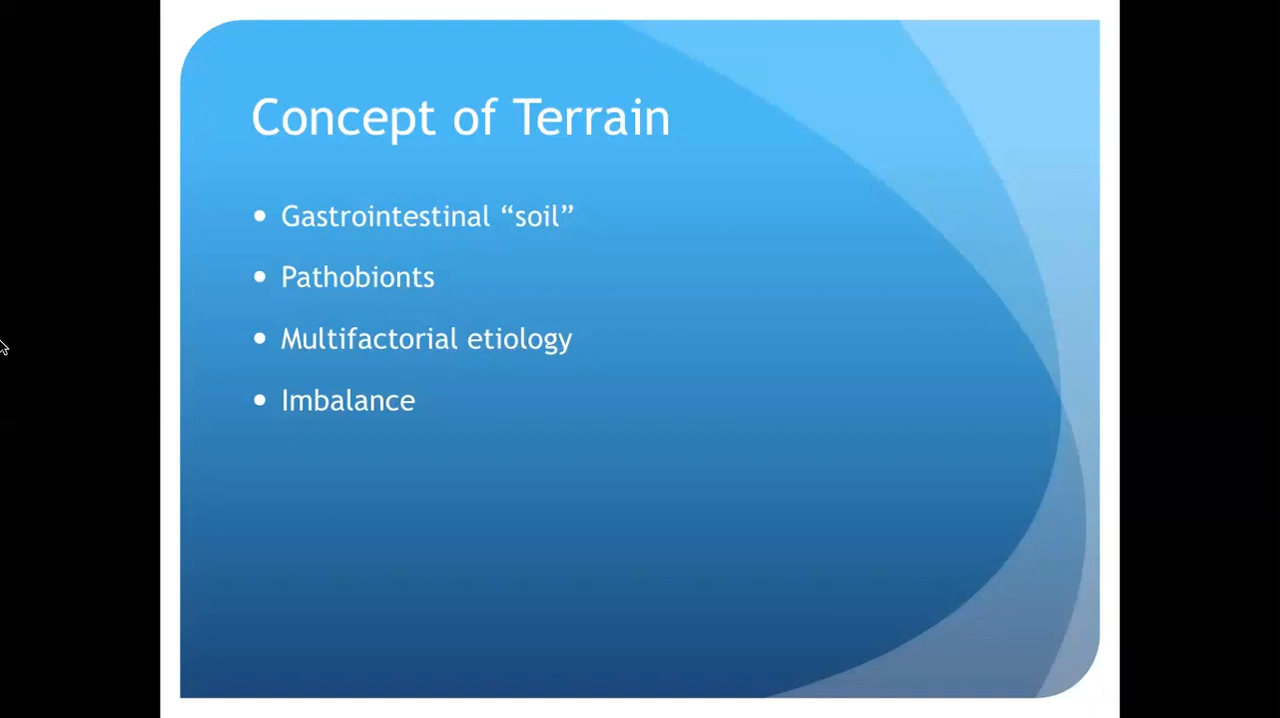 Concept of Terrain
• Gastrointestinal “soil”
• Pathobionts
• Multifactorial etiology
• Imbalance